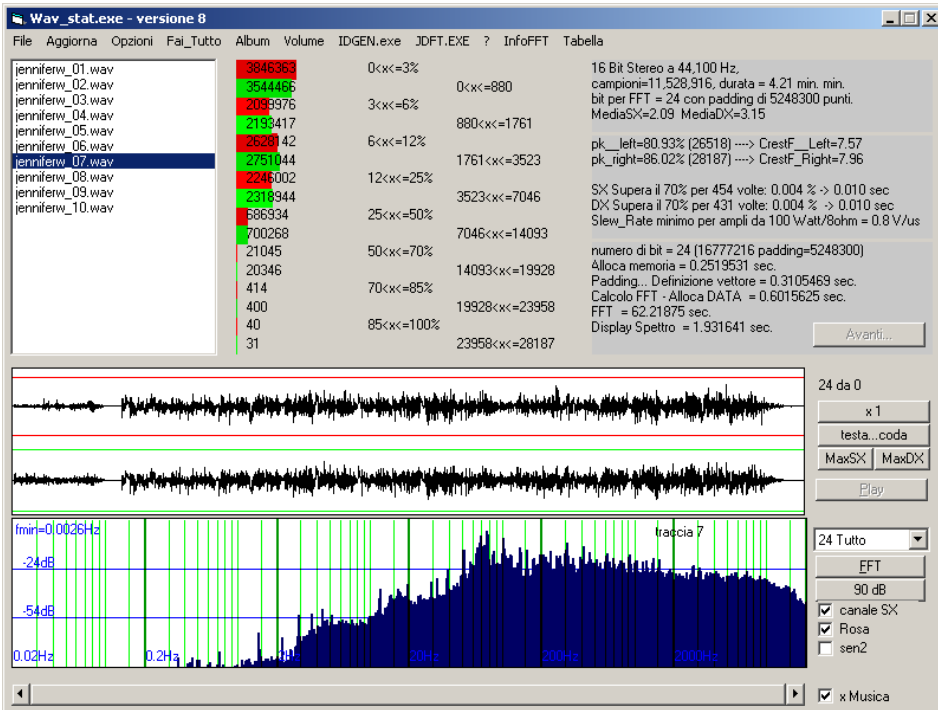 Wav_stat.exe - versione 8
File Aggiorna Opzioni Fai_Tutto Album Volume IDGEN.exe JDFT.EXE ? InfoFFT Tabella
jenniferw_01.wav
jenniferw_02.wav
jenniferw_03.wav
jenniferw_04.wav
jenniferw_05.wav
jenniferw_06.wav
jenniferw_07.wav
jenniferw_08.wav
jenniferw_09.wav
jenniferw_10.wav
3846363 0<x<=3%
3544466 0<x<=880
2099976 3<x<=6%
2193417 880<x<=1761
2628142 6<x<=12%
2751044 1761<x<=3523
2246002 12<x<=25%
2318944 3523<x<=7046
686934 25<x<=50%
700268 7046<x<=14093
21045 50<x<=70%
20346 14093<x<=19928
414 70<x<=85%
400 19928<x<=23958
40 85<x<=100%
31 23958<x<=28187
16 Bit Stereo a 44,100 Hz,
campioni=11,528,916, durata = 4.21 min. min.
bit per FFT = 24 con padding di 5248300 punti.
MediaSX=2.09 MediaDX=3.15
pk__left=80.93% (26518) ----> CrestF__Left=7.57
pk_right=86.02% (28187) ----> CrestF_Right=7.96
SX Supera il 70% per 454 volte: 0.004 % -> 0.010 sec
DX Supera il 70% per 431 volte: 0.004 % -> 0.010 sec
Slew_Rate minimo per ampli da 100 Watt/8ohm = 0.8 V/us
numero di bit = 24 (16777216 padding=5248300)
Alloca memoria = 0.2519531 sec.
Padding... Definizione vettore = 0.3105469 sec.
Calcolo FFT - Alloca DATA = 0.6015625 sec.
FFT = 62.21875 sec.
Display Spettro = 1.931641 sec.
Avanti...
24 da 0
x 1
testa...coda
MaxSX MaxDX
Play
fmin=0.0026Hz
traccia 7
-24dB
-54dB
0.02Hz 0.2Hz 2Hz 20Hz 200Hz 2000Hz
24 Tutto
FFT
90 dB
canale SX
Rosa
sen2
x Musica